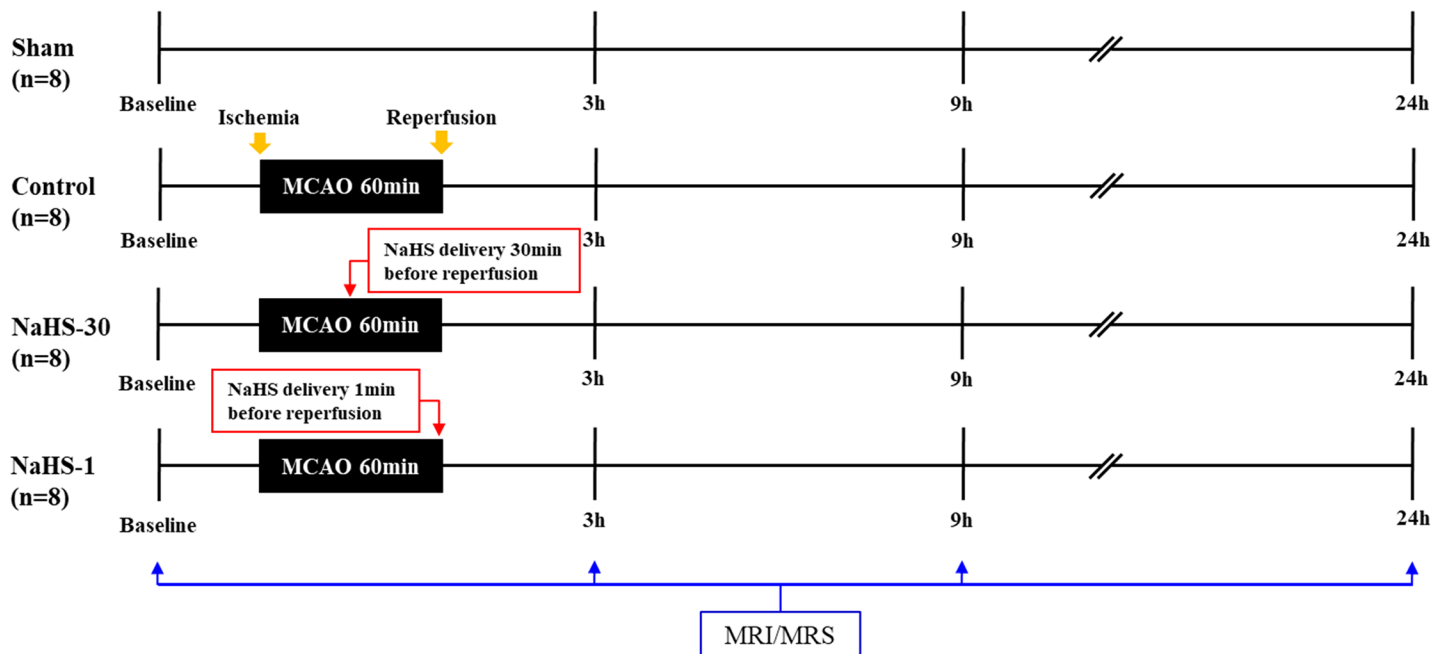 Sham
(n=8)
Baseline
3h
9h
24h
Ischemia
Reperfusion
Control
(n=8)
MCAO 60min
Baseline
3h
9h
24h
NaHS delivery 30min
before reperfusion
NaHS-30
(n=8)
MCAO 60min
Baseline
3h
9h
24h
NaHS delivery 1min
before reperfusion
NaHS-1
(n=8)
MCAO 60min
Baseline
3h
9h
24h
MRI/MRS